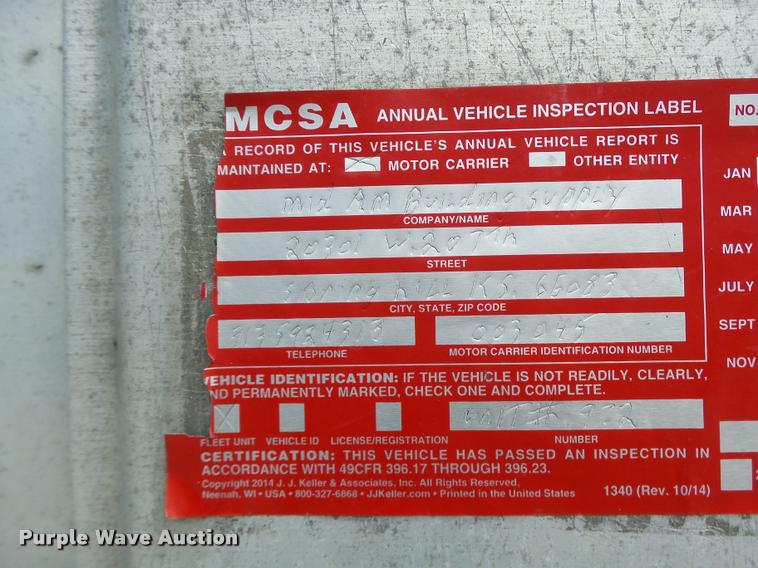 MCSA ANNUAL VEHICLE INSPECTION LABEL NO.
A RECORD OF THIS VEHICLE'S ANNUAL VEHICLE REPORT IS
MAINTAINED AT: MOTOR CARRIER OTHER ENTITY
JAN
mid Am Building supply
COMPANY/NAME
MAR
20301 W. 207th
STREET
MAY
spring hill KS. 66083
CITY, STATE, ZIP CODE
JULY
003045
TELEPHONE
MOTOR CARRIER IDENTIFICATION NUMBER
SEPT
NOV
VEHICLE IDENTIFICATION: IF THE VEHICLE IS NOT READILY, CLEARLY,
AND PERMANENTLY MARKED, CHECK ONE AND COMPLETE.
unit #
FLEET UNIT VEHICLE ID LICENSE/REGISTRATION NUMBER
CERTIFICATION: THIS VEHICLE HAS PASSED AN INSPECTION IN
ACCORDANCE WITH 49CFR 396.17 THROUGH 396.23.
Copyright 2014 J. J. Keller & Associates, Inc. All Rights Reserved,
Neenah, WI • USA • 800-327-6868 • JJKeller.com • Printed in the United States 1340 (Rev. 10/14)
Purple Wave Auction